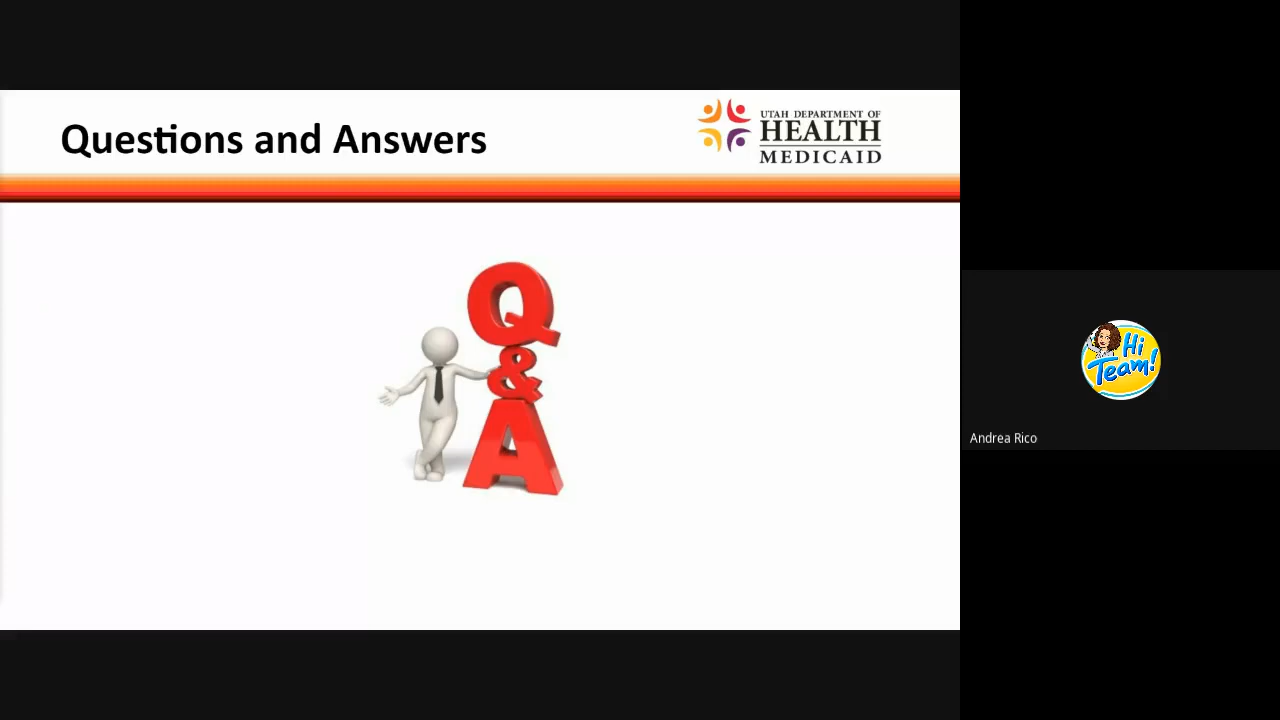 Questions and Answers
UTAH DEPARTMENT OF
HEALTH
MEDICAID
Q
&
A
Hi
Team!
Andrea Rico